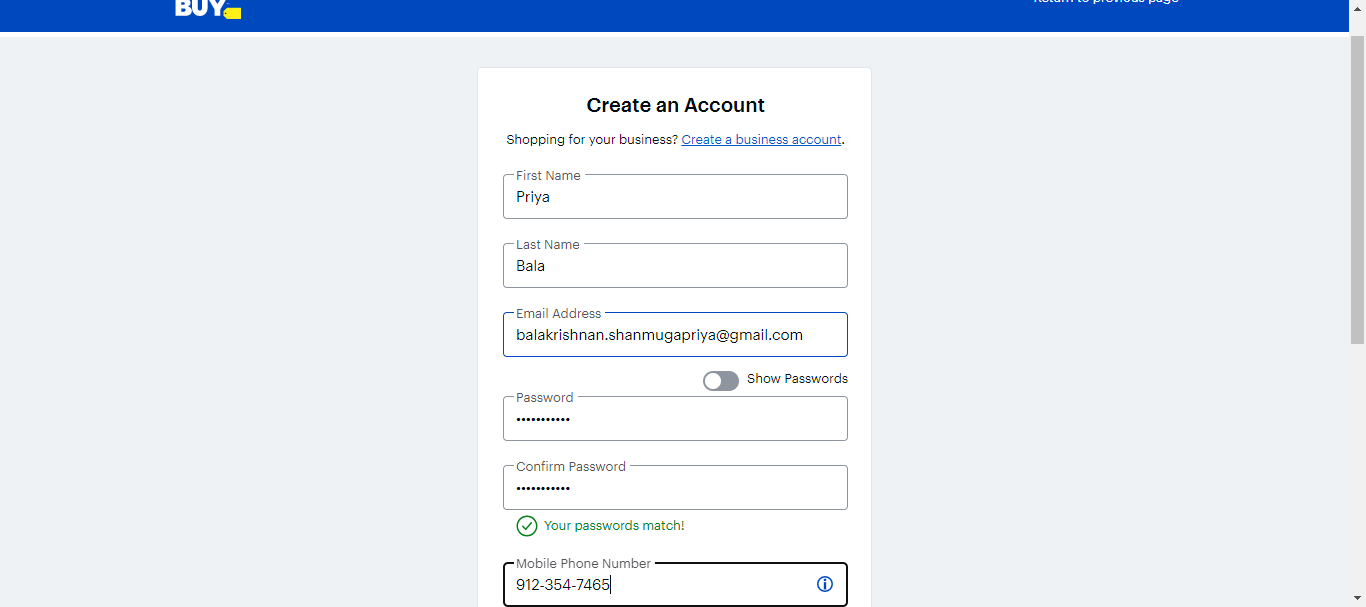 BUY
Return to previous page
Create an Account
Shopping for your business? Create a business account.
First Name
Priya
Last Name
Bala
Email Address
balakrishnan.shanmugapriya@gmail.com
Show Passwords
Password
•••••••••••
Confirm Password
•••••••••••
Your passwords match!
Mobile Phone Number
912-354-7465